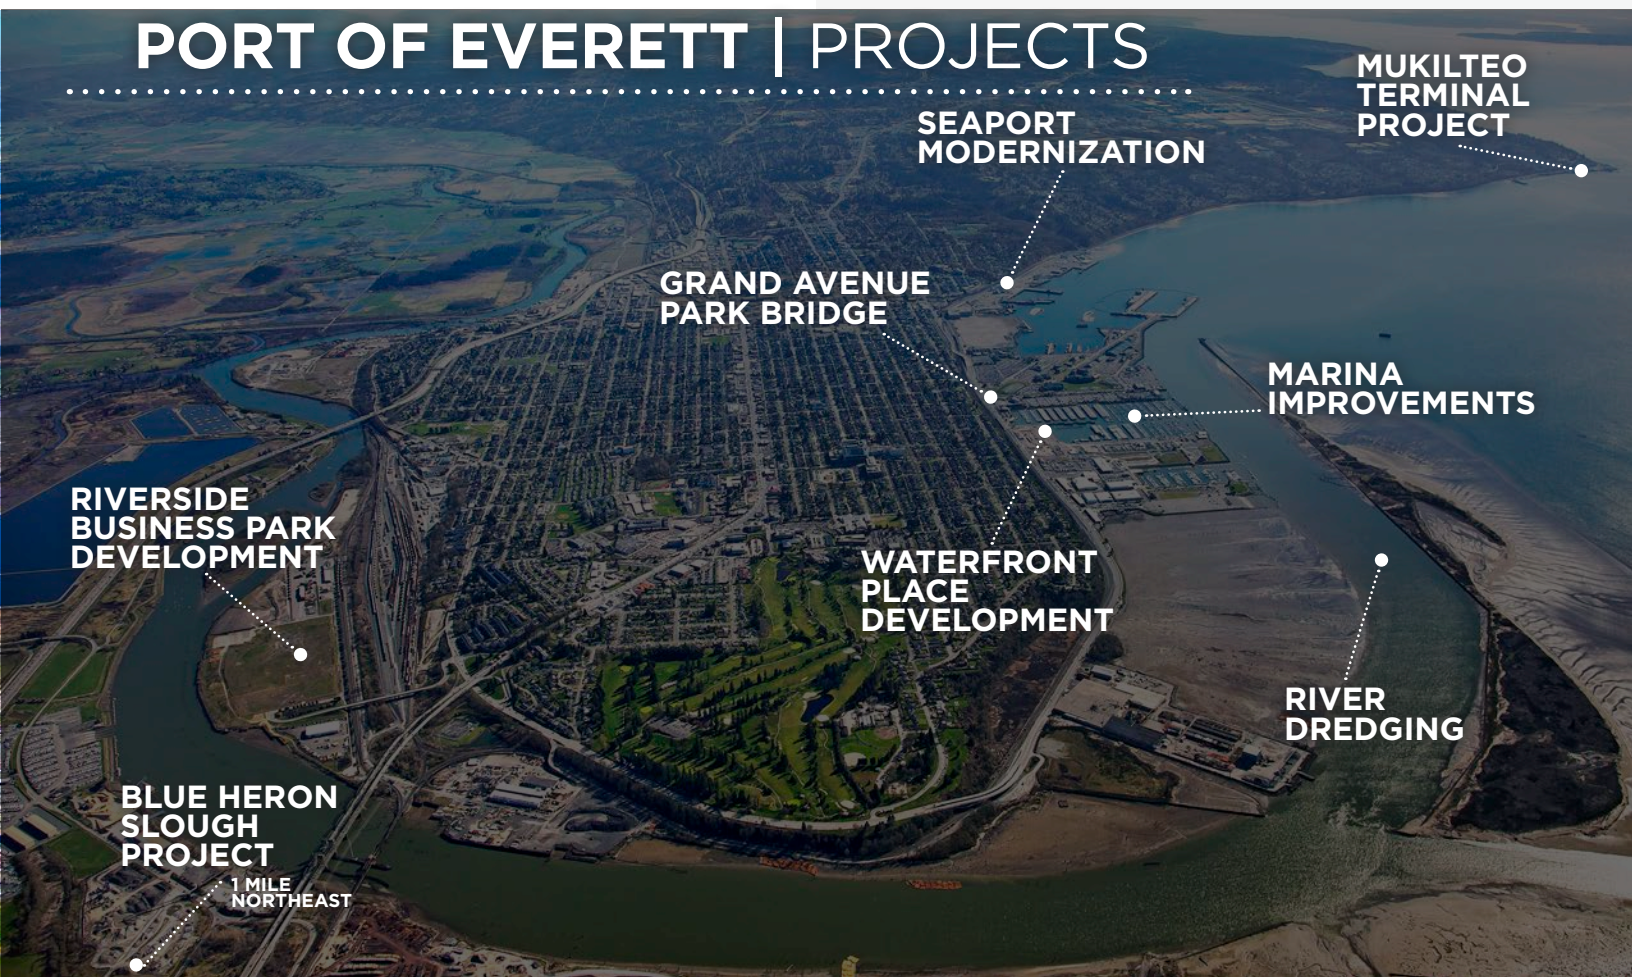 PORT OF EVERETT | PROJECTS
MUKILTEO
TERMINAL
PROJECT
SEAPORT
MODERNIZATION
GRAND AVENUE
PARK BRIDGE
MARINA
IMPROVEMENTS
RIVERSIDE
BUSINESS PARK
DEVELOPMENT
WATERFRONT
PLACE
DEVELOPMENT
RIVER
DREDGING
BLUE HERON
SLOUGH
PROJECT
1 MILE
NORTHEAST